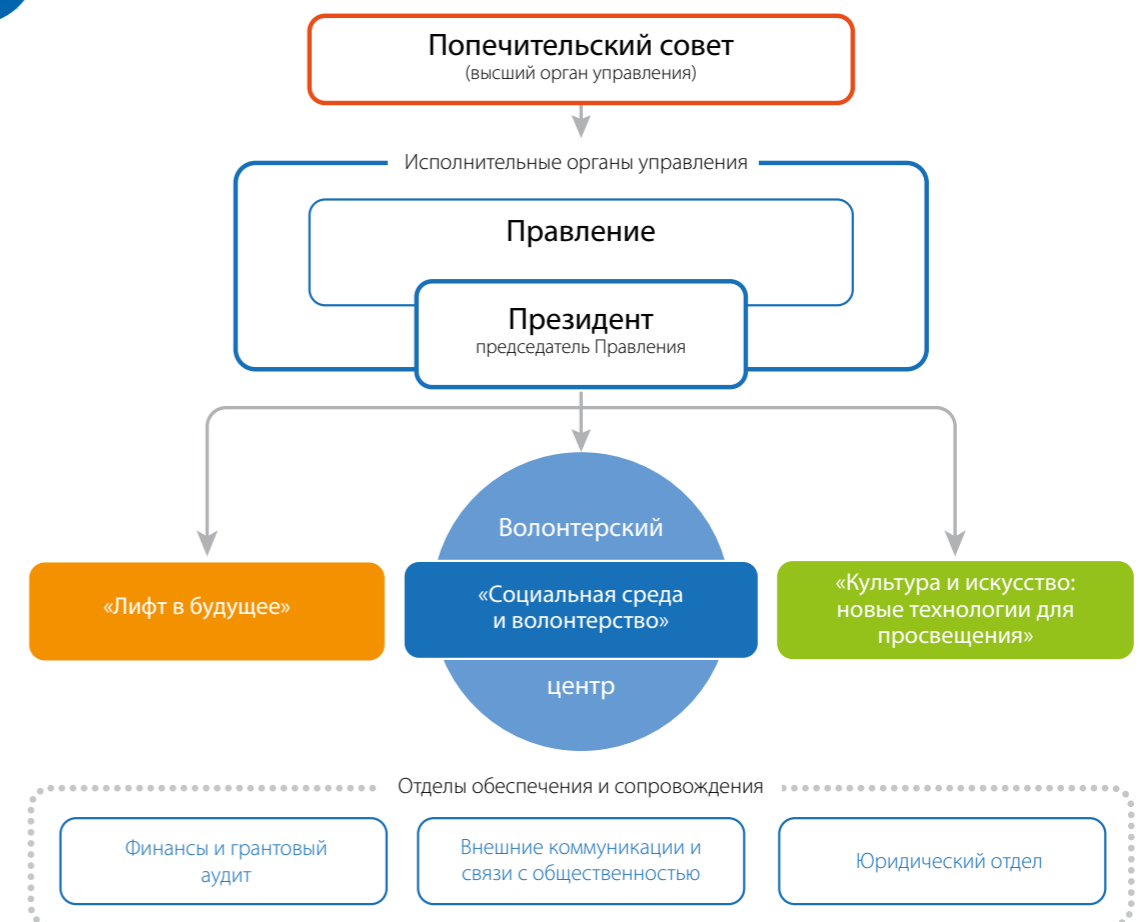 Попечительский совет
(высший орган управления)
Исполнительные органы управления
Правление
Президент
председатель Правления
Волонтерский
«Лифт в будущее»
«Социальная среда
и волонтерство»
«Культура и искусство:
новые технологии для
просвещения»
центр
Отделы обеспечения и сопровождения
Финансы и грантовый
аудит
Внешние коммуникации и
связи с общественностью
Юридический отдел